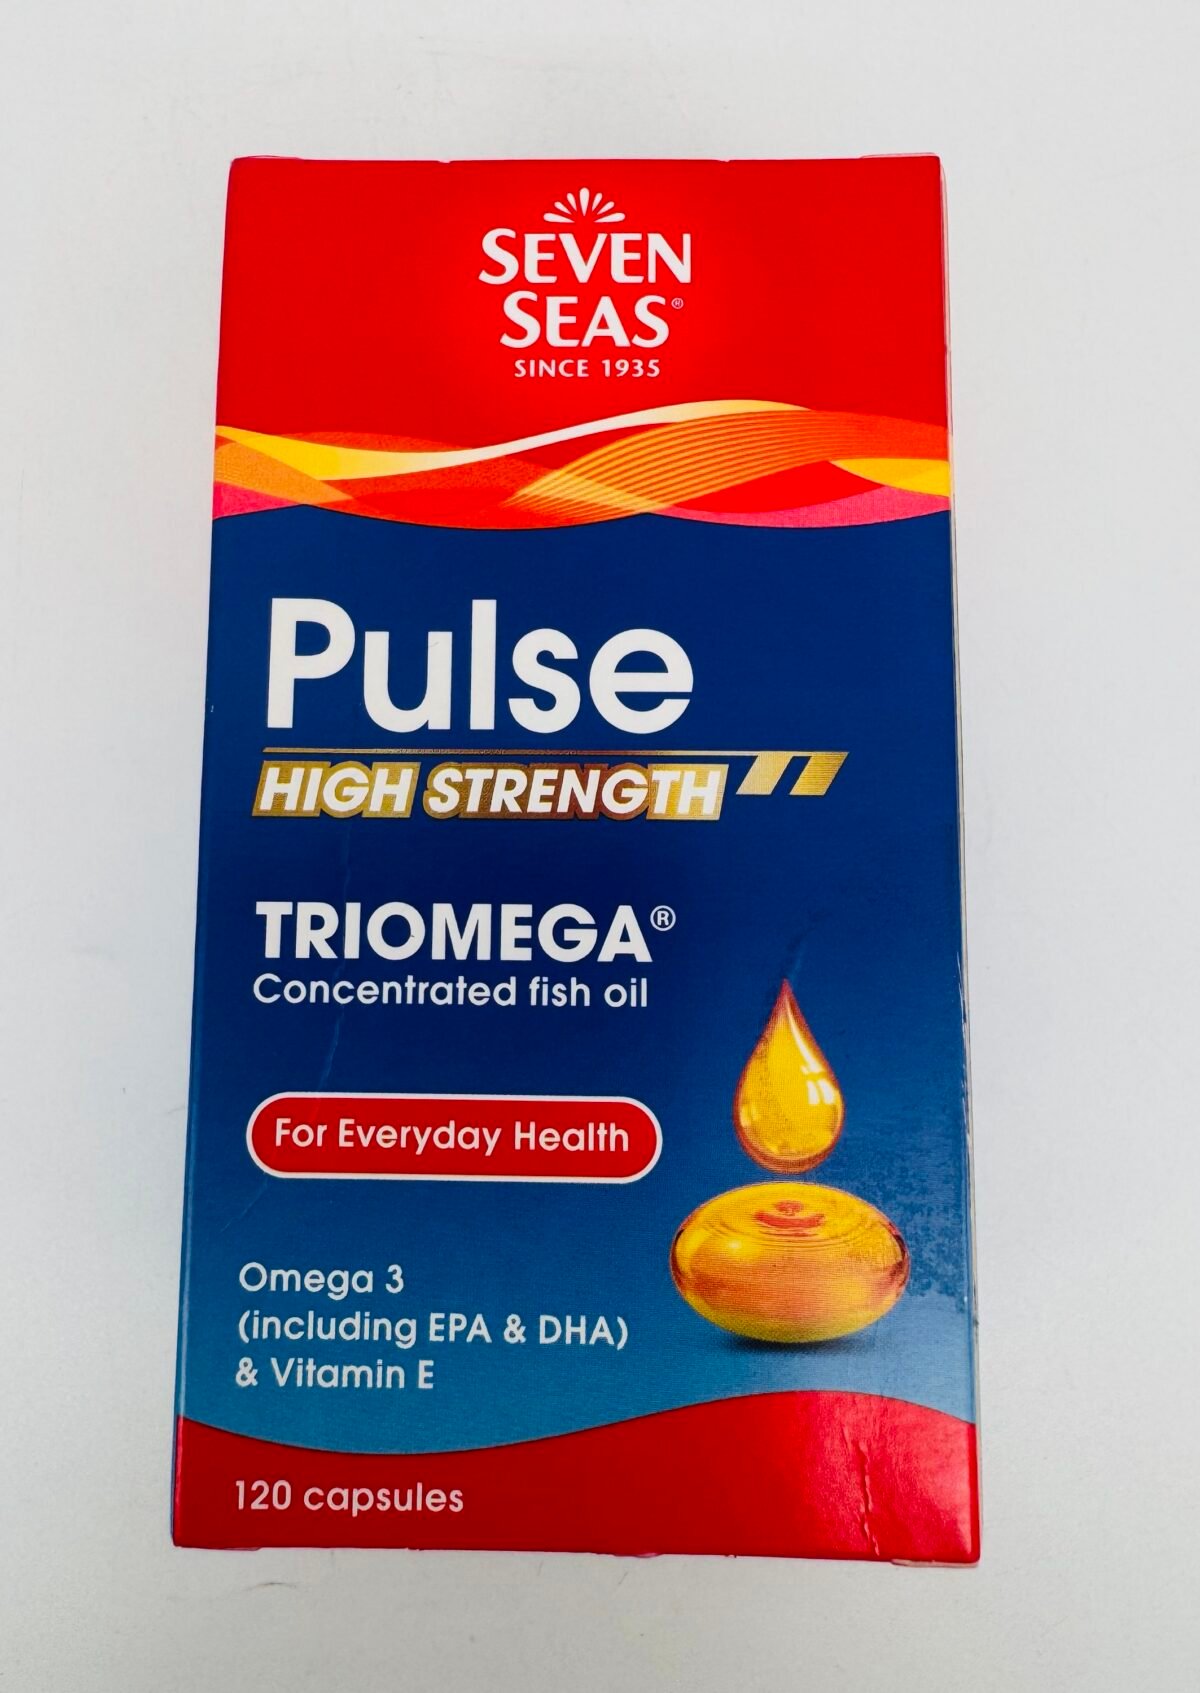 SEVEN
SEAS®
SINCE 1935
Pulse
HIGH STRENGTH
TRIOMEGA®
Concentrated fish oil
For Everyday Health
Omega 3
(including EPA & DHA)
& Vitamin E
120 capsules